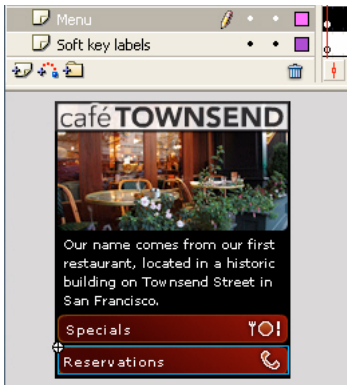 Menu
Soft key labels
café TOWNSEND
Our name comes from our first
restaurant, located in a historic
building on Townsend Street in
San Francisco.
Specials
Reservations